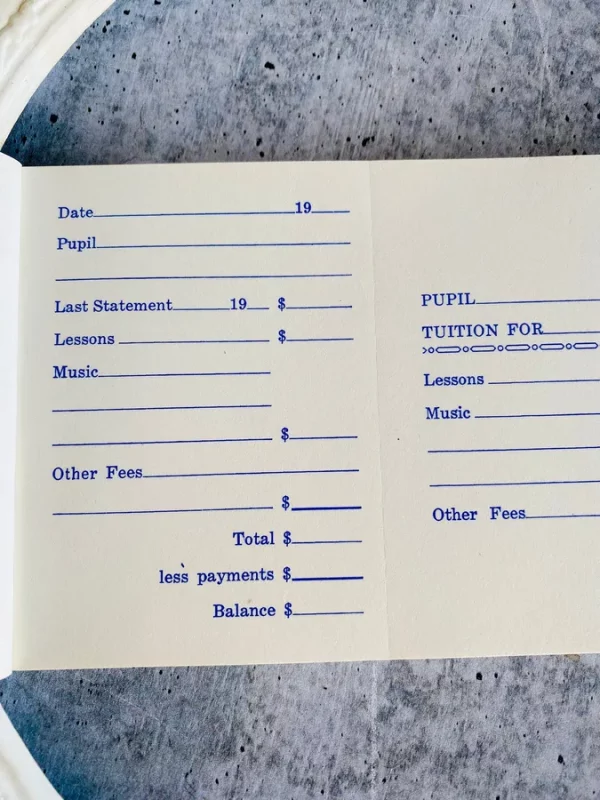 Date 19
Pupil
Last Statement 19 $
Lessons $
Music
$
Other Fees
$
Total $
less payments $
Balance $
PUPIL
TUITION FOR
Lessons
Music
Other Fees